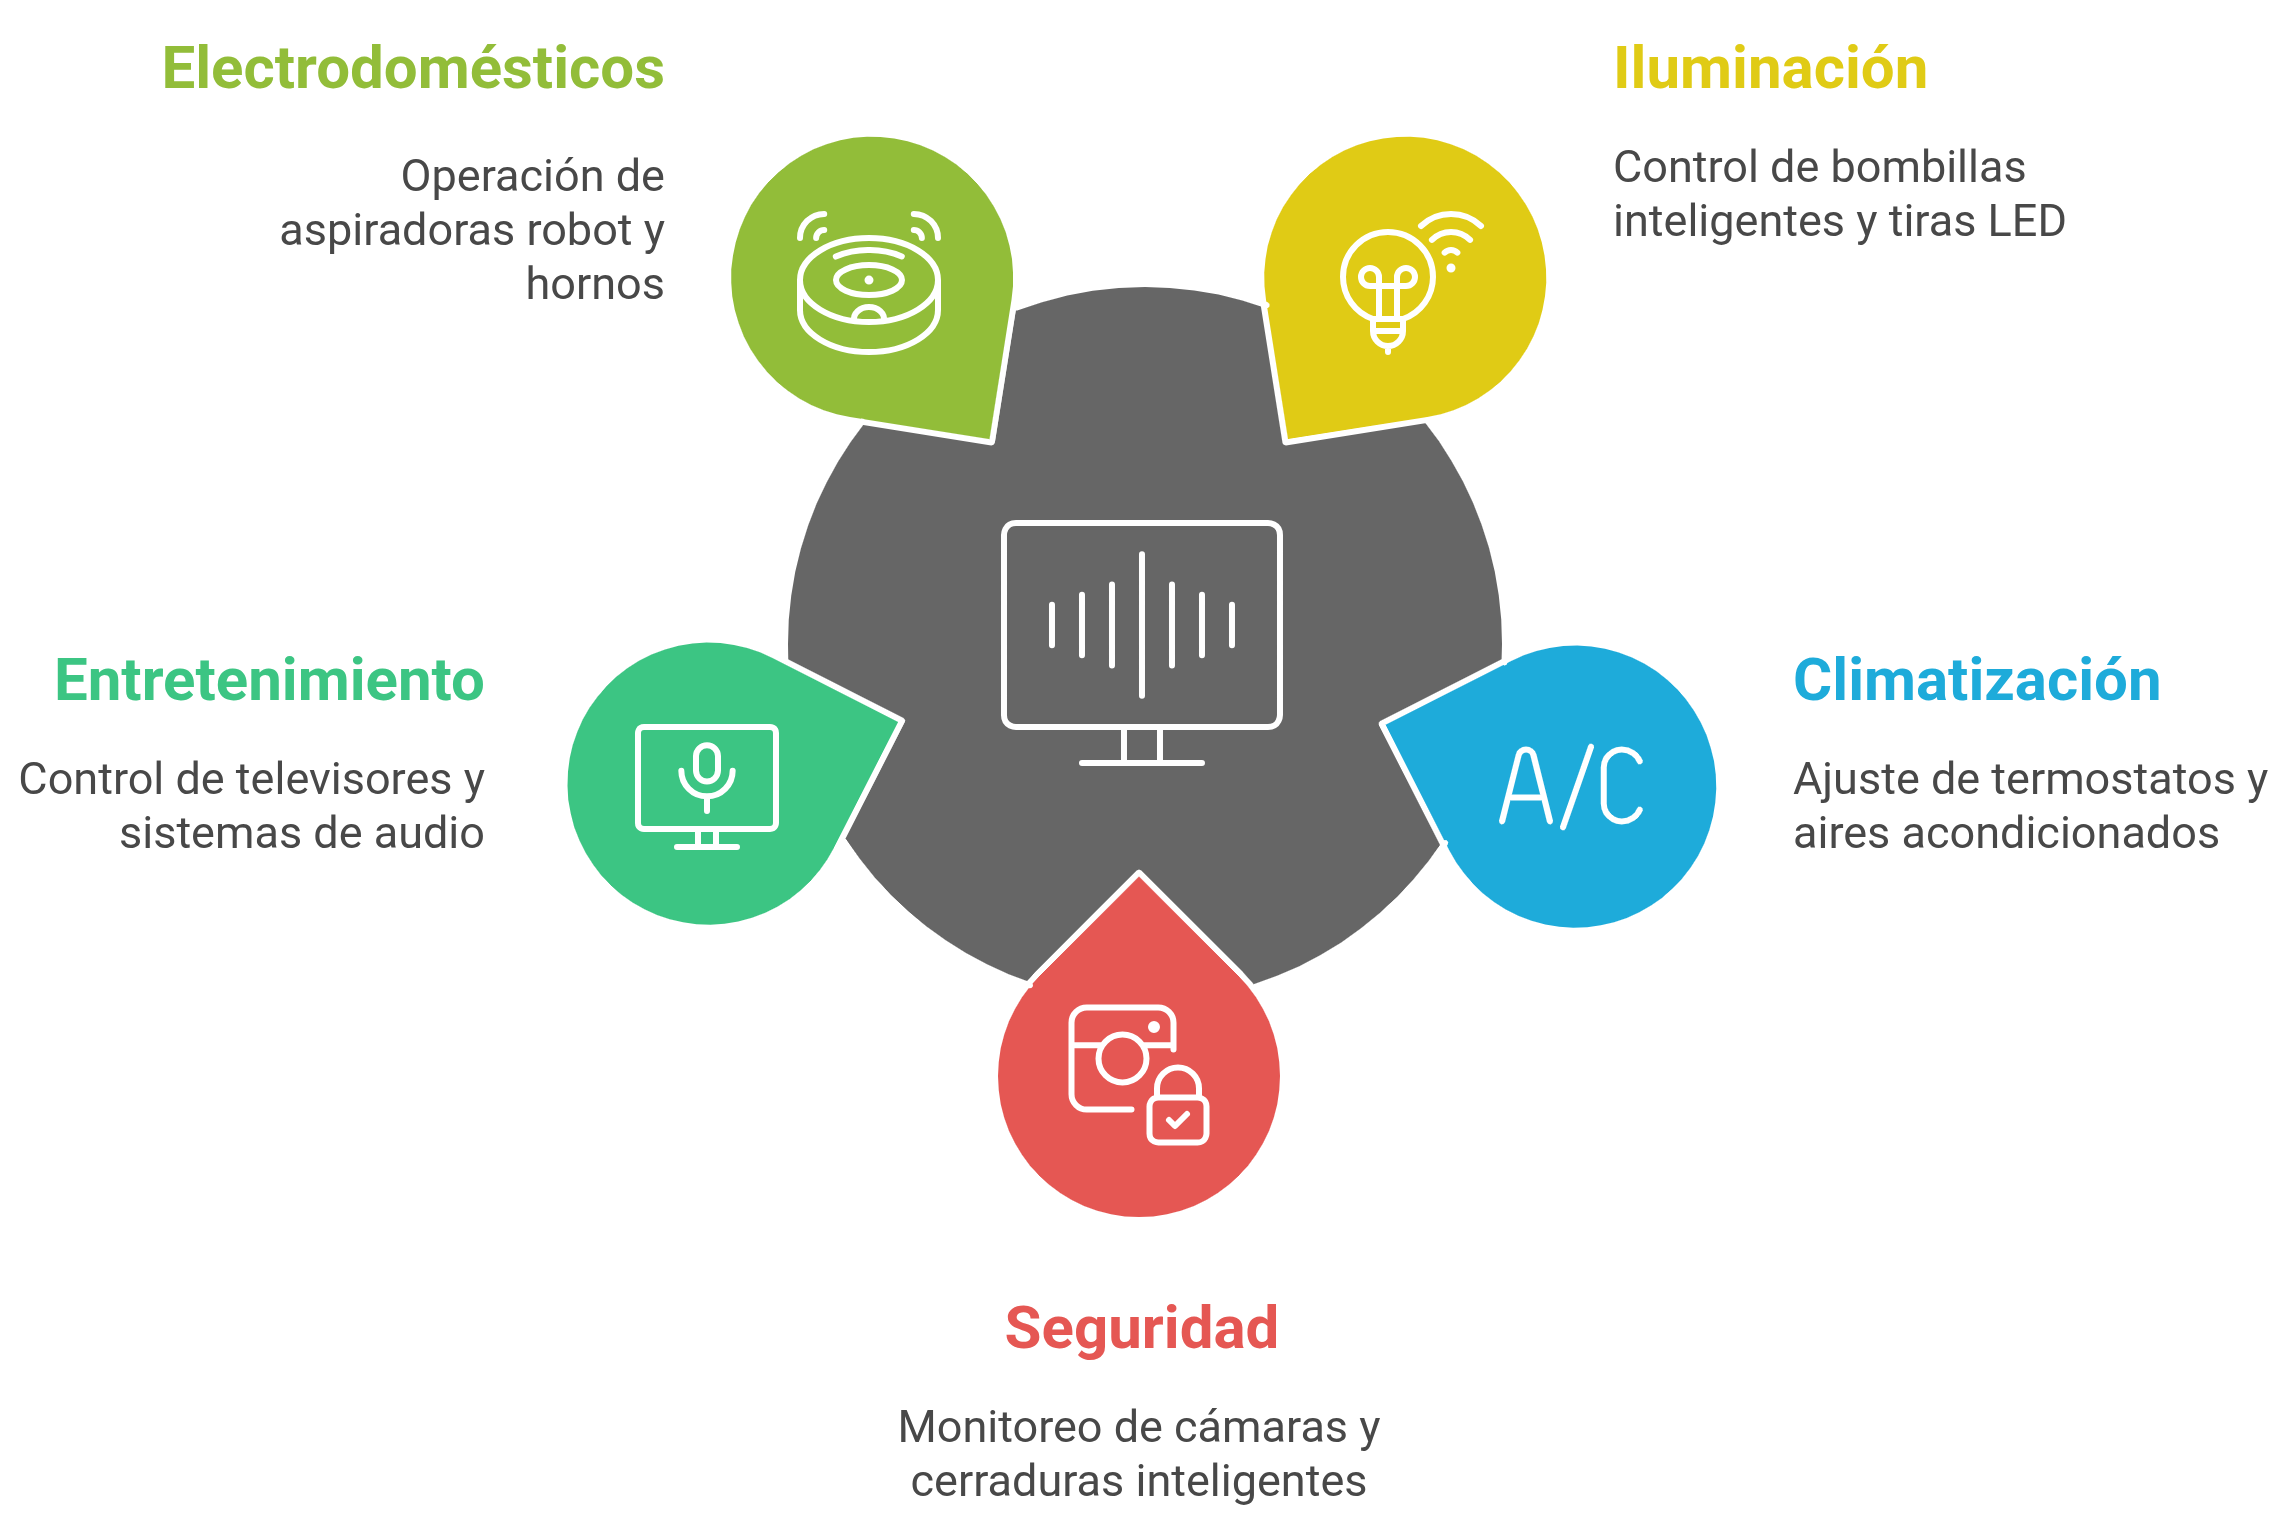 Electrodomésticos
Operación de
aspiradoras robot y
hornos
Iluminación
Control de bombillas
inteligentes y tiras LED
Entretenimiento
Control de televisores y
sistemas de audio
A/C
Climatización
Ajuste de termostatos y
aires acondicionados
Seguridad
Monitoreo de cámaras y
cerraduras inteligentes